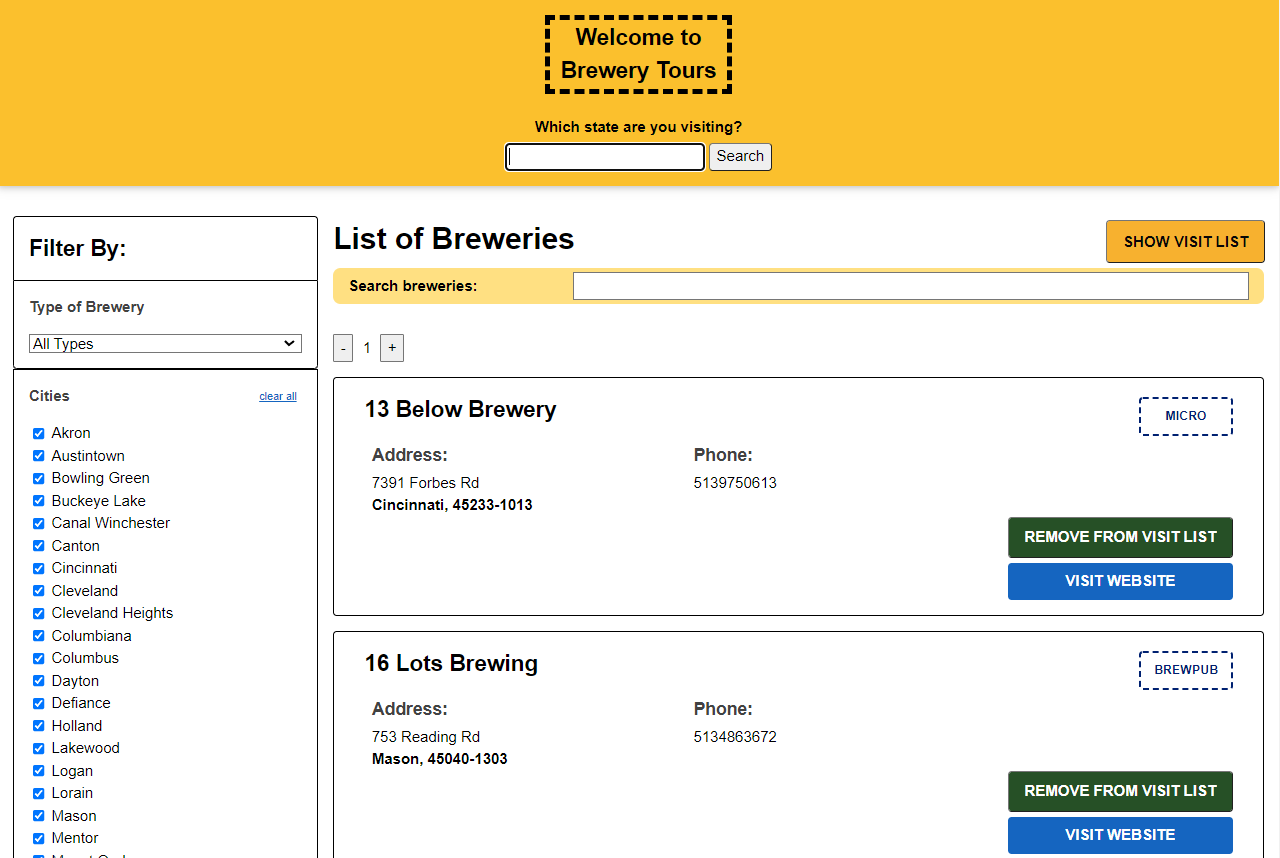 Welcome to
Brewery Tours
Which state are you visiting?
Search
Filter By:
Type of Brewery
All Types
Cities
clear all
Akron
Austintown
Bowling Green
Buckeye Lake
Canal Winchester
Canton
Cincinnati
Cleveland
Cleveland Heights
Columbiana
Columbus
Dayton
Defiance
Holland
Lakewood
Logan
Lorain
Mason
Mentor
List of Breweries
SHOW VISIT LIST
Search breweries:
- 1 +
13 Below Brewery
MICRO
Address:
7391 Forbes Rd
Cincinnati, 45233-1013
Phone:
5139750613
REMOVE FROM VISIT LIST
VISIT WEBSITE
16 Lots Brewing
BREWPUB
Address:
753 Reading Rd
Mason, 45040-1303
Phone:
5134863672
REMOVE FROM VISIT LIST
VISIT WEBSITE